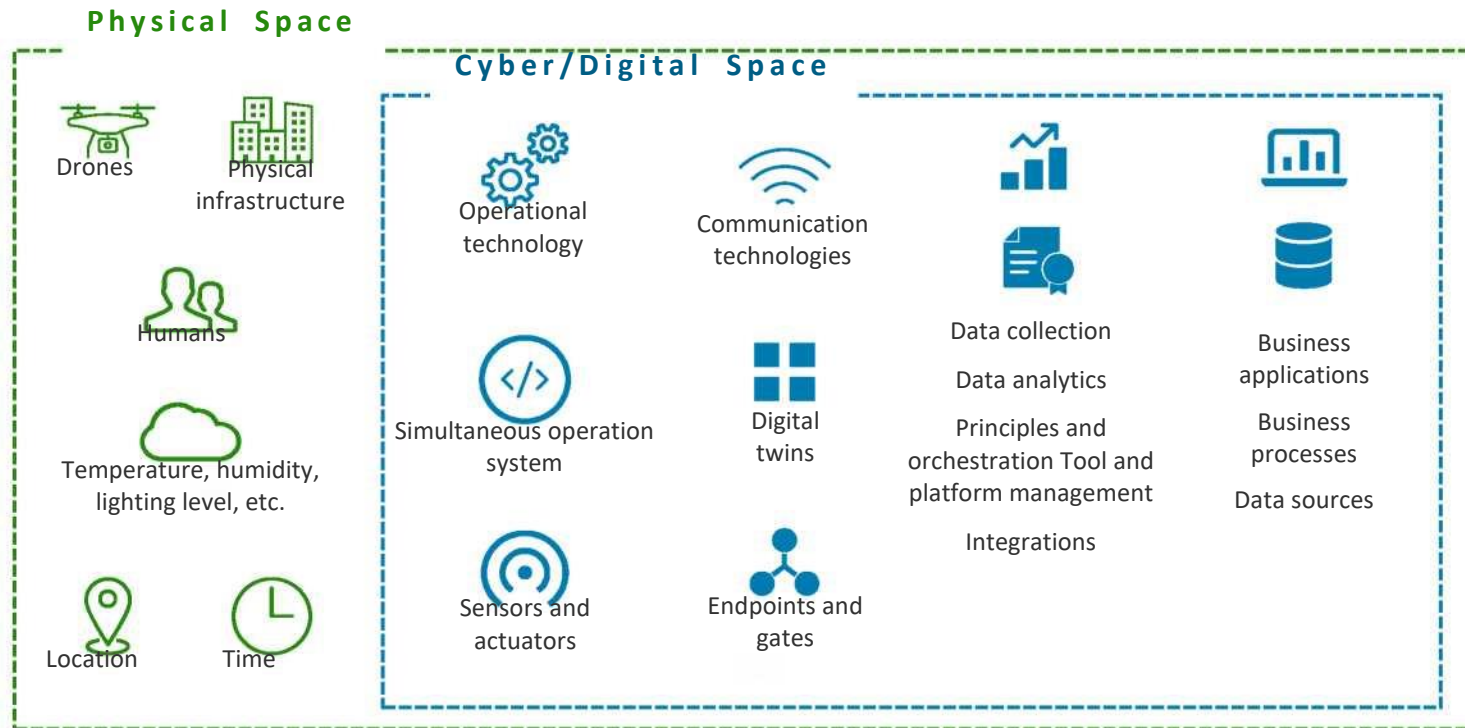 Physical Space
Cyber/Digital Space
Drones
Physical
infrastructure
Humans
Temperature, humidity,
lighting level, etc.
Location
Time
Operational
technology
Communication
technologies
Simultaneous operation
system
</>
Digital
twins
Sensors and
actuators
Endpoints and
gates
Data collection
Data analytics
Principles and
orchestration Tool and
platform management
Integrations
Business
applications
Business
processes
Data sources